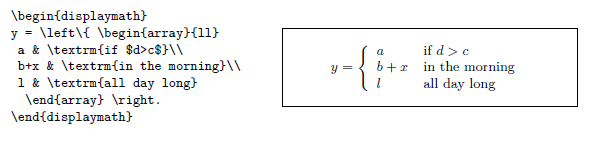 \begin{displaymath}
y = \left\{ \begin{array}{ll}
a & \textrm{if $d>c$}\\
b+x & \textrm{in the morning}\\
l & \textrm{all day long}
\end{array} \right.
\end{displaymath}
y = { a if d > c
b + x in the morning
l all day long